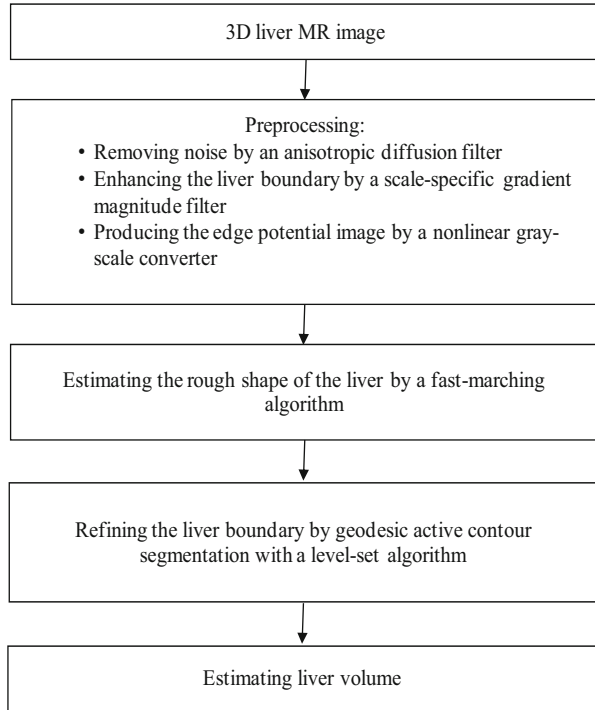 3D liver MR image
Preprocessing:
• Removing noise by an anisotropic diffusion filter
• Enhancing the liver boundary by a scale-specific gradient
magnitude filter
• Producing the edge potential image by a nonlinear gray-
scale converter
Estimating the rough shape of the liver by a fast-marching
algorithm
Refining the liver boundary by geodesic active contour
segmentation with a level-set algorithm
Estimating liver volume